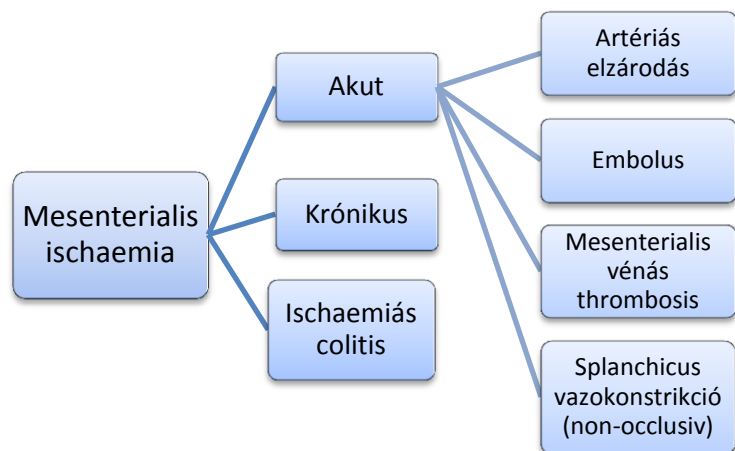 Mesenterialis
ischaemia
Akut
Krónikus
Ischaemiás
colitis
Artériás
elzáródás
Embolus
Mesenterialis
vénás
thrombosis
Splanchicus
vazokonstrikció
(non-occlusiv)